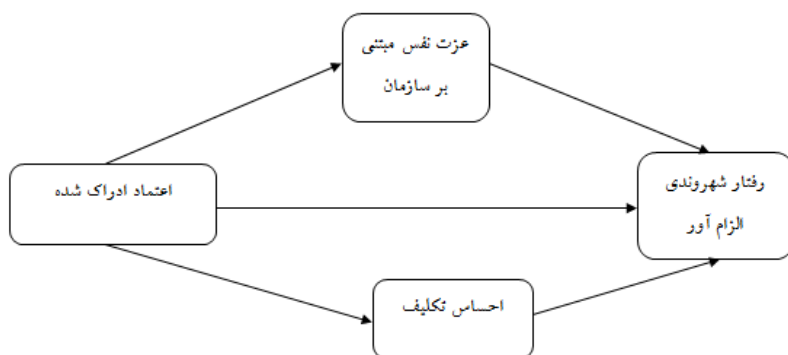 عزت نفس مبتنی
بر سازمان
اعتماد ادراک شده
رفتار شهروندی
الزام آور
احساس تکلیف